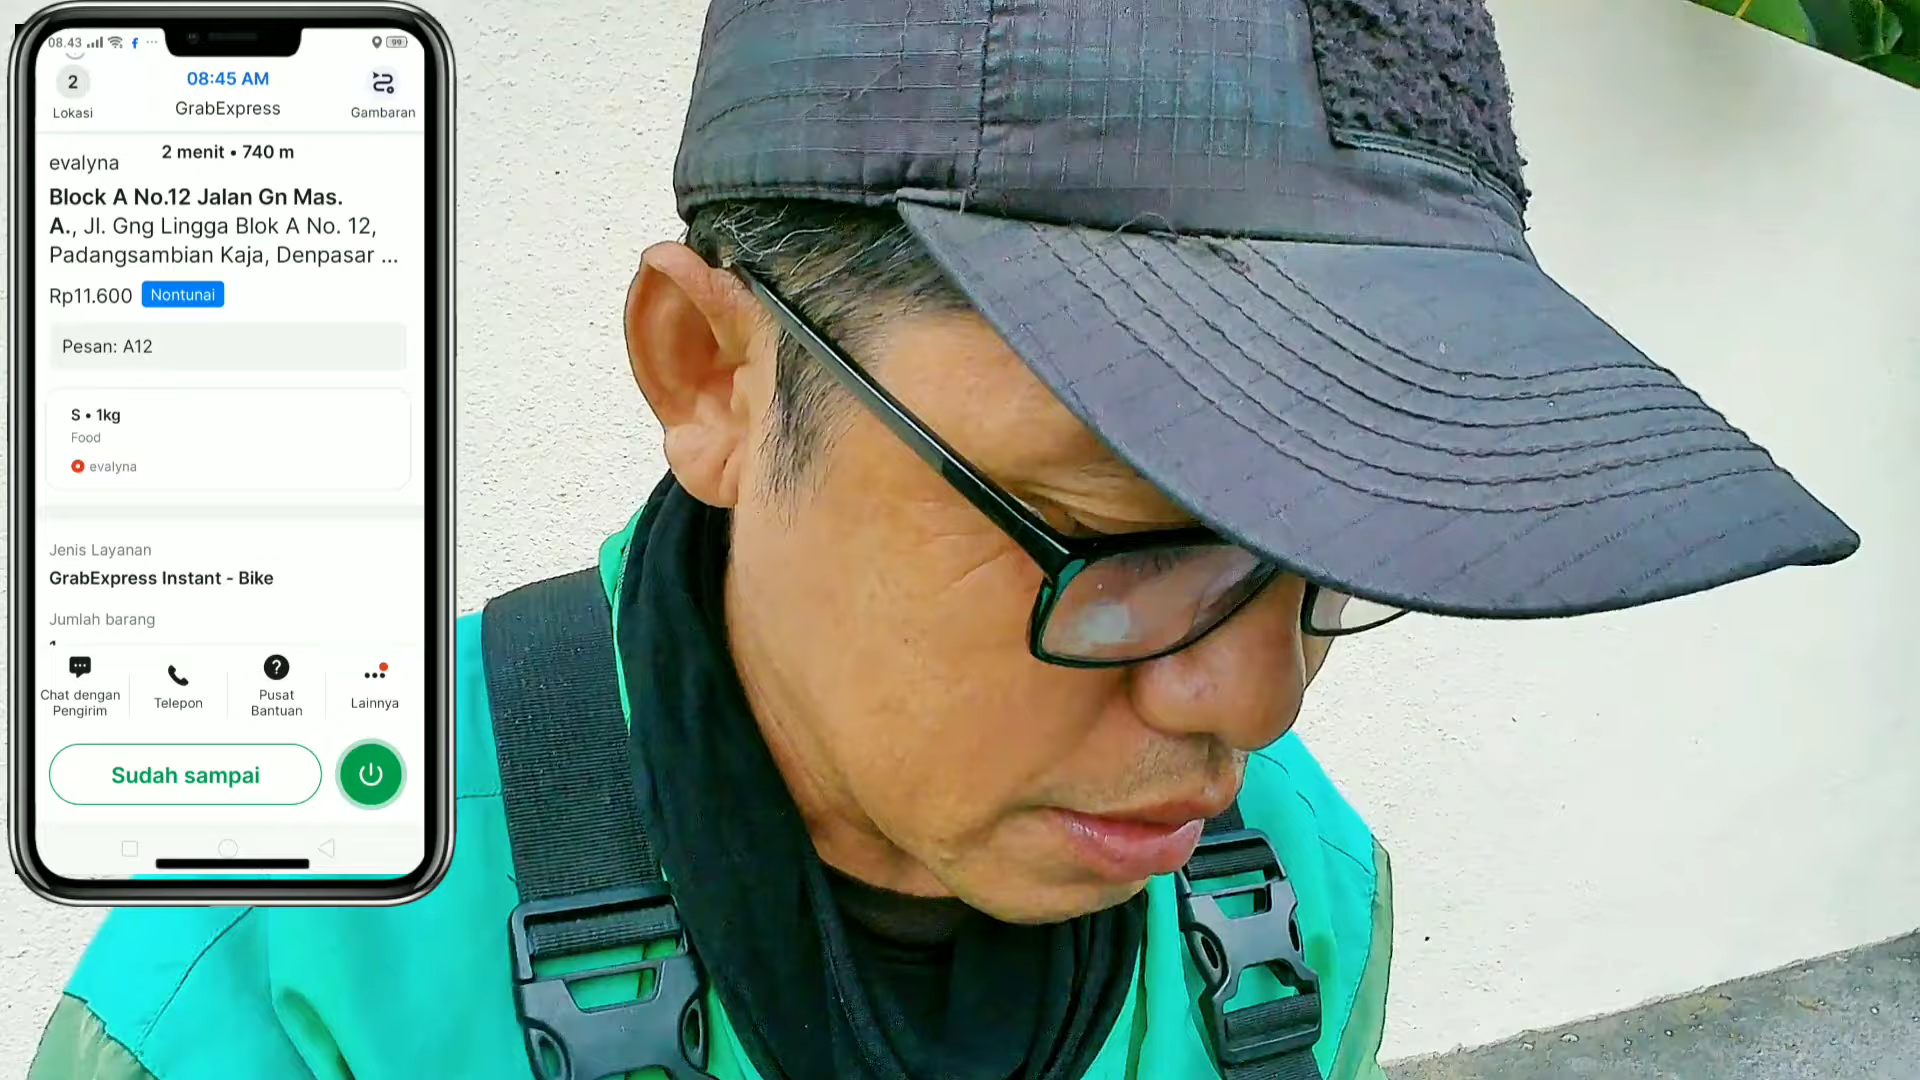 08.43
99
2
Lokasi
08:45 AM
GrabExpress
Gambaran
2 menit • 740 m
evalyna
Block A No.12 Jalan Gn Mas.
A., Jl. Gng Lingga Blok A No. 12,
Padangsambian Kaja, Denpasar ...
Rp11.600 Nontunai
Pesan: A12
S • 1kg
Food
evalyna
Jenis Layanan
GrabExpress Instant - Bike
Jumlah barang
Chat dengan
Pengirim
Telepon
Pusat
Bantuan
Lainnya
Sudah sampai